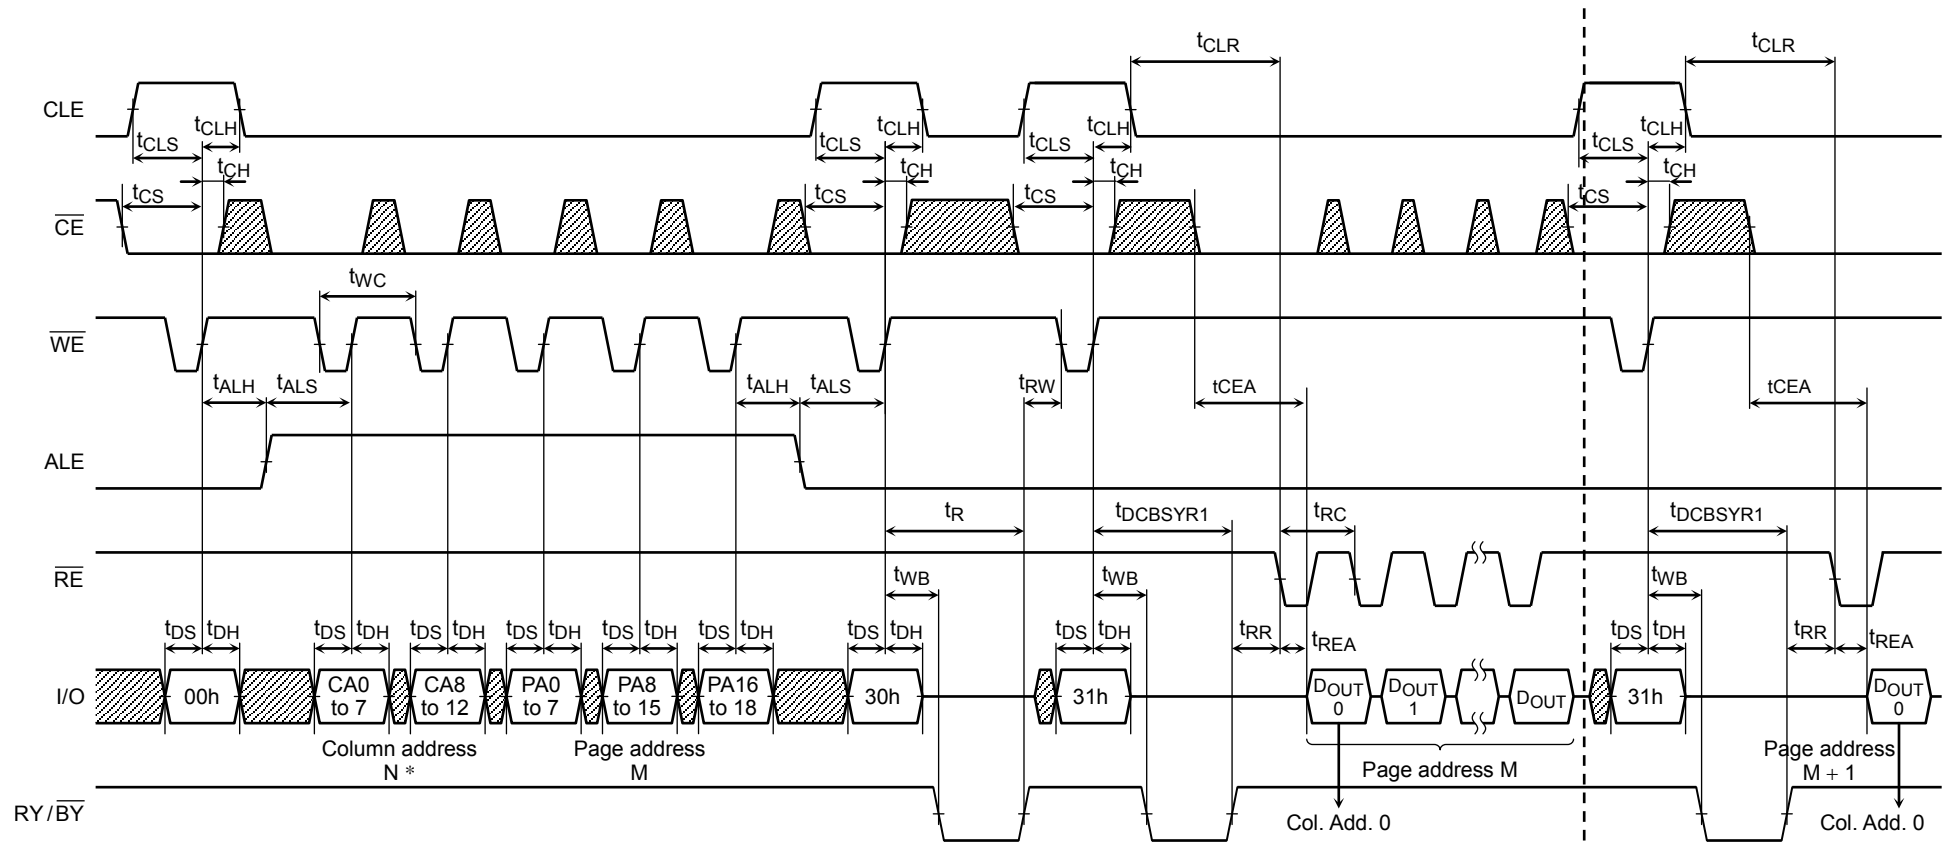 tCLR tCLR
CLE
tCLS tCLH tCLS tCLH tCLS tCLH tCLS tCLH
tCH tCH tCH tCH
tCS tCS tCS tCS
CE
tWC
WE
tALH tALS tALH tALS tRW tCEA tCEA
ALE
tR tDCBSYR1 tRC tDCBSYR1
RE
tWB tWB tWB
tDS tDH tDS tDH tDS tDH tDS tDH tDS tDH tDS tDH tDS tDH tDS tDH tRR tREA tDS tDH tRR tREA
I/O
00h
CA0
to 7
CA8
to 12
PA0
to 7
PA8
to 15
PA16
to 18
30h
31h
DOUT
0
DOUT
1
DOUT
31h
DOUT
0
Column address
N *
Page address
M
Page address M
Page address
M + 1
RY/BY
Col. Add. 0
Col. Add. 0